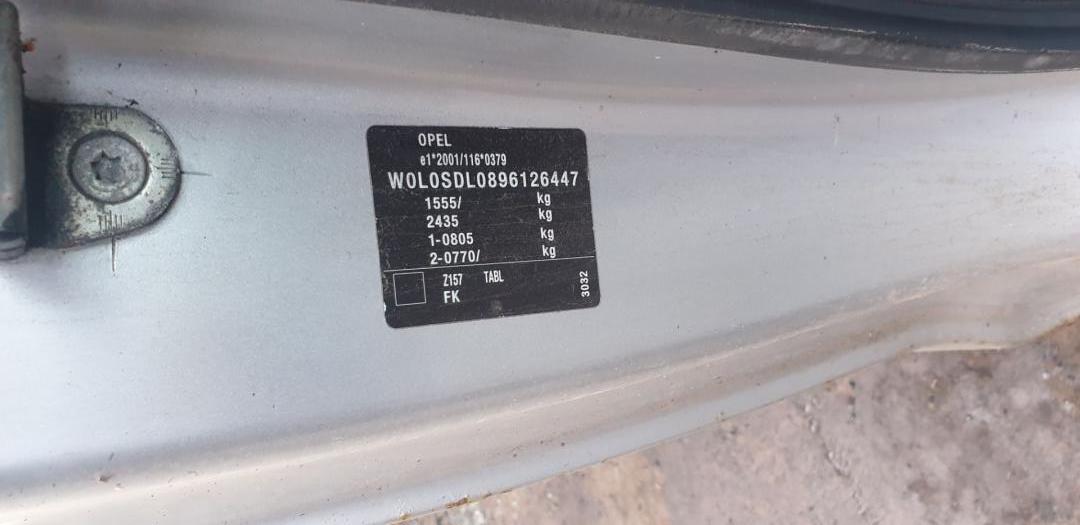 OPEL
e1*2001/116*0379
W0L0SDL0896126447
1555/ kg
2435 kg
1-0805 kg
2-0770/ kg
Z157 TABL
FK
3032